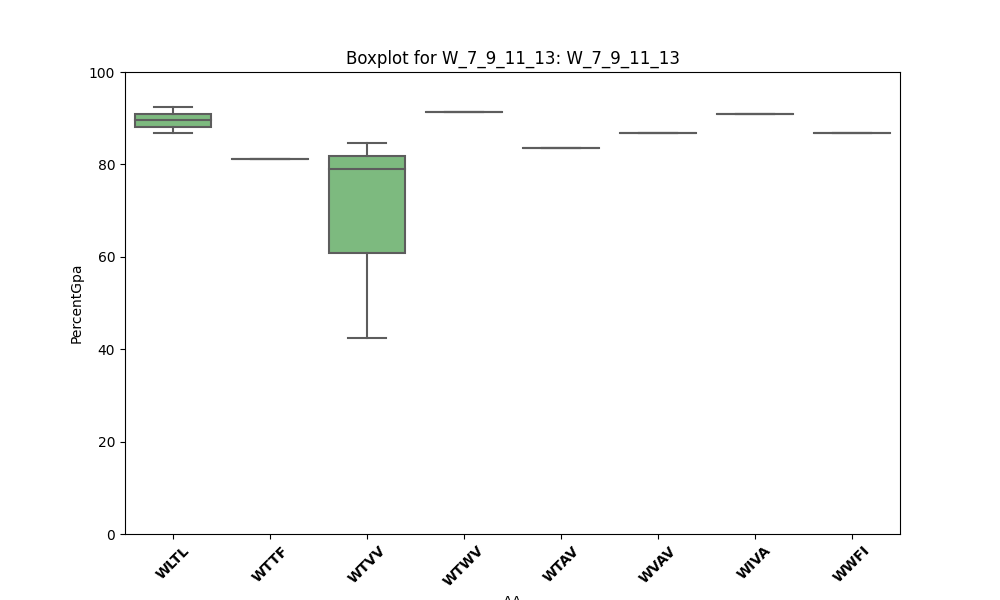 Boxplot for W_7_9_11_13: W_7_9_11_13
100
80
60
40
20
0
PercentGpa
WLTL
WTTF
WTVV
WTWV
WTAV
WVAV
WIVA
WWFI
AA